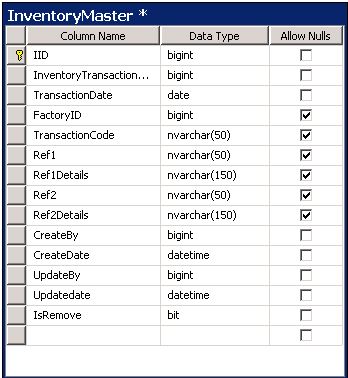 InventoryMaster *
Column Name Data Type Allow Nulls
IID bigint
InventoryTransaction... bigint
TransactionDate date
FactoryID bigint
TransactionCode nvarchar(50)
Ref1 nvarchar(50)
Ref1Details nvarchar(150)
Ref2 nvarchar(50)
Ref2Details nvarchar(150)
CreateBy bigint
CreateDate datetime
UpdateBy bigint
Updatedate datetime
IsRemove bit